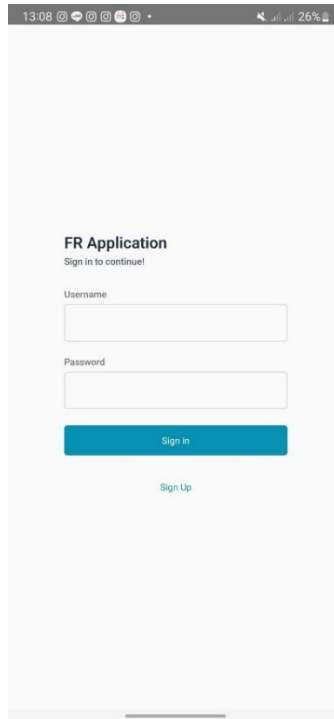 13:08
26%
FR Application
Sign in to continue!
Username
Password
Sign in
Sign Up